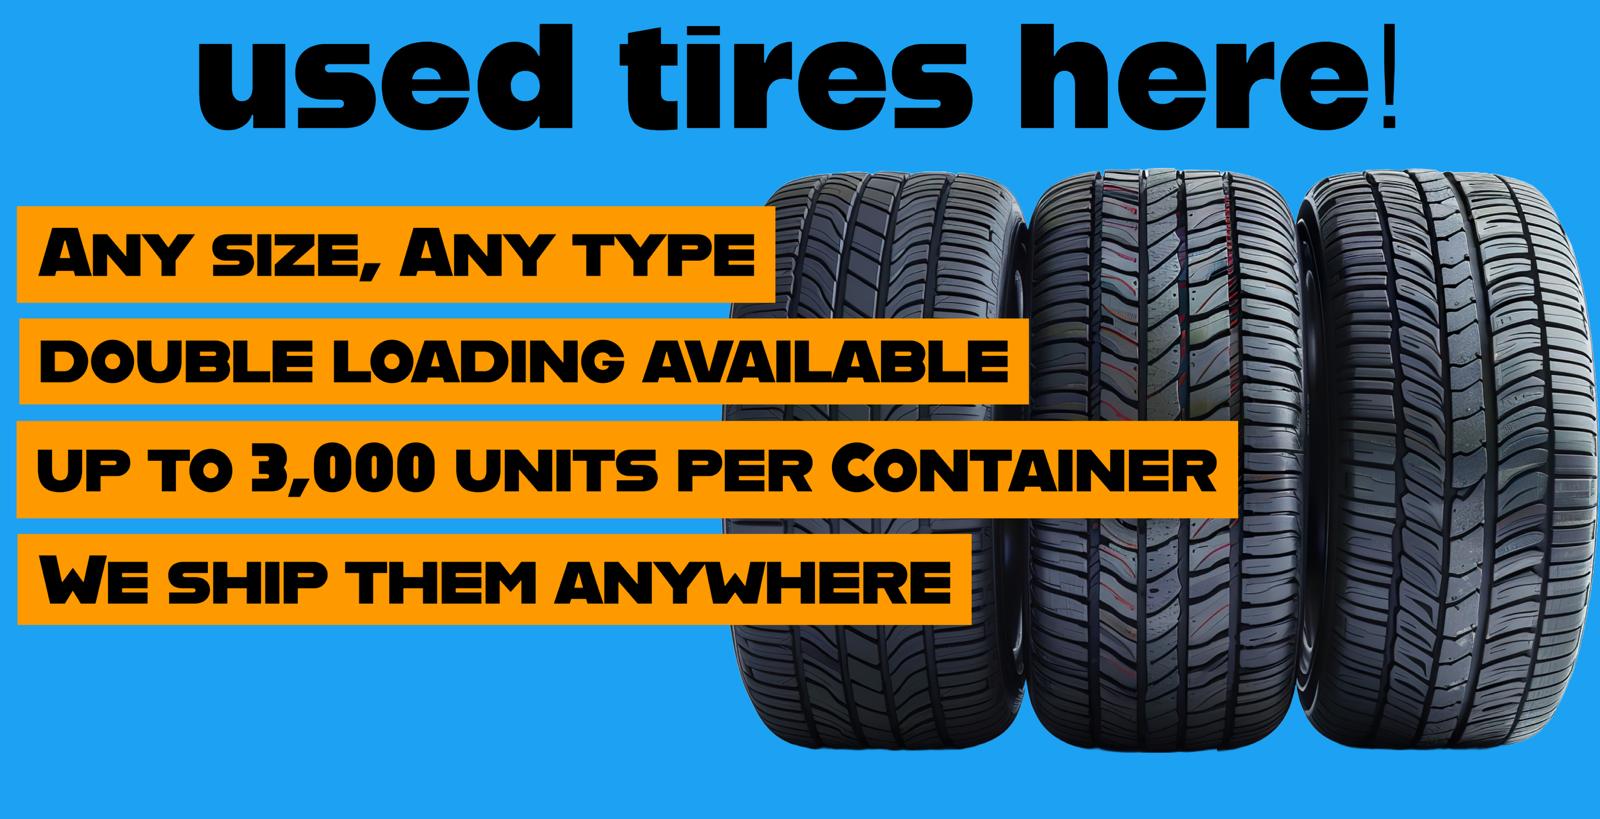 used tires here!
Any size, Any type
double loading available
up to 3,000 units per Container
We ship them anywhere